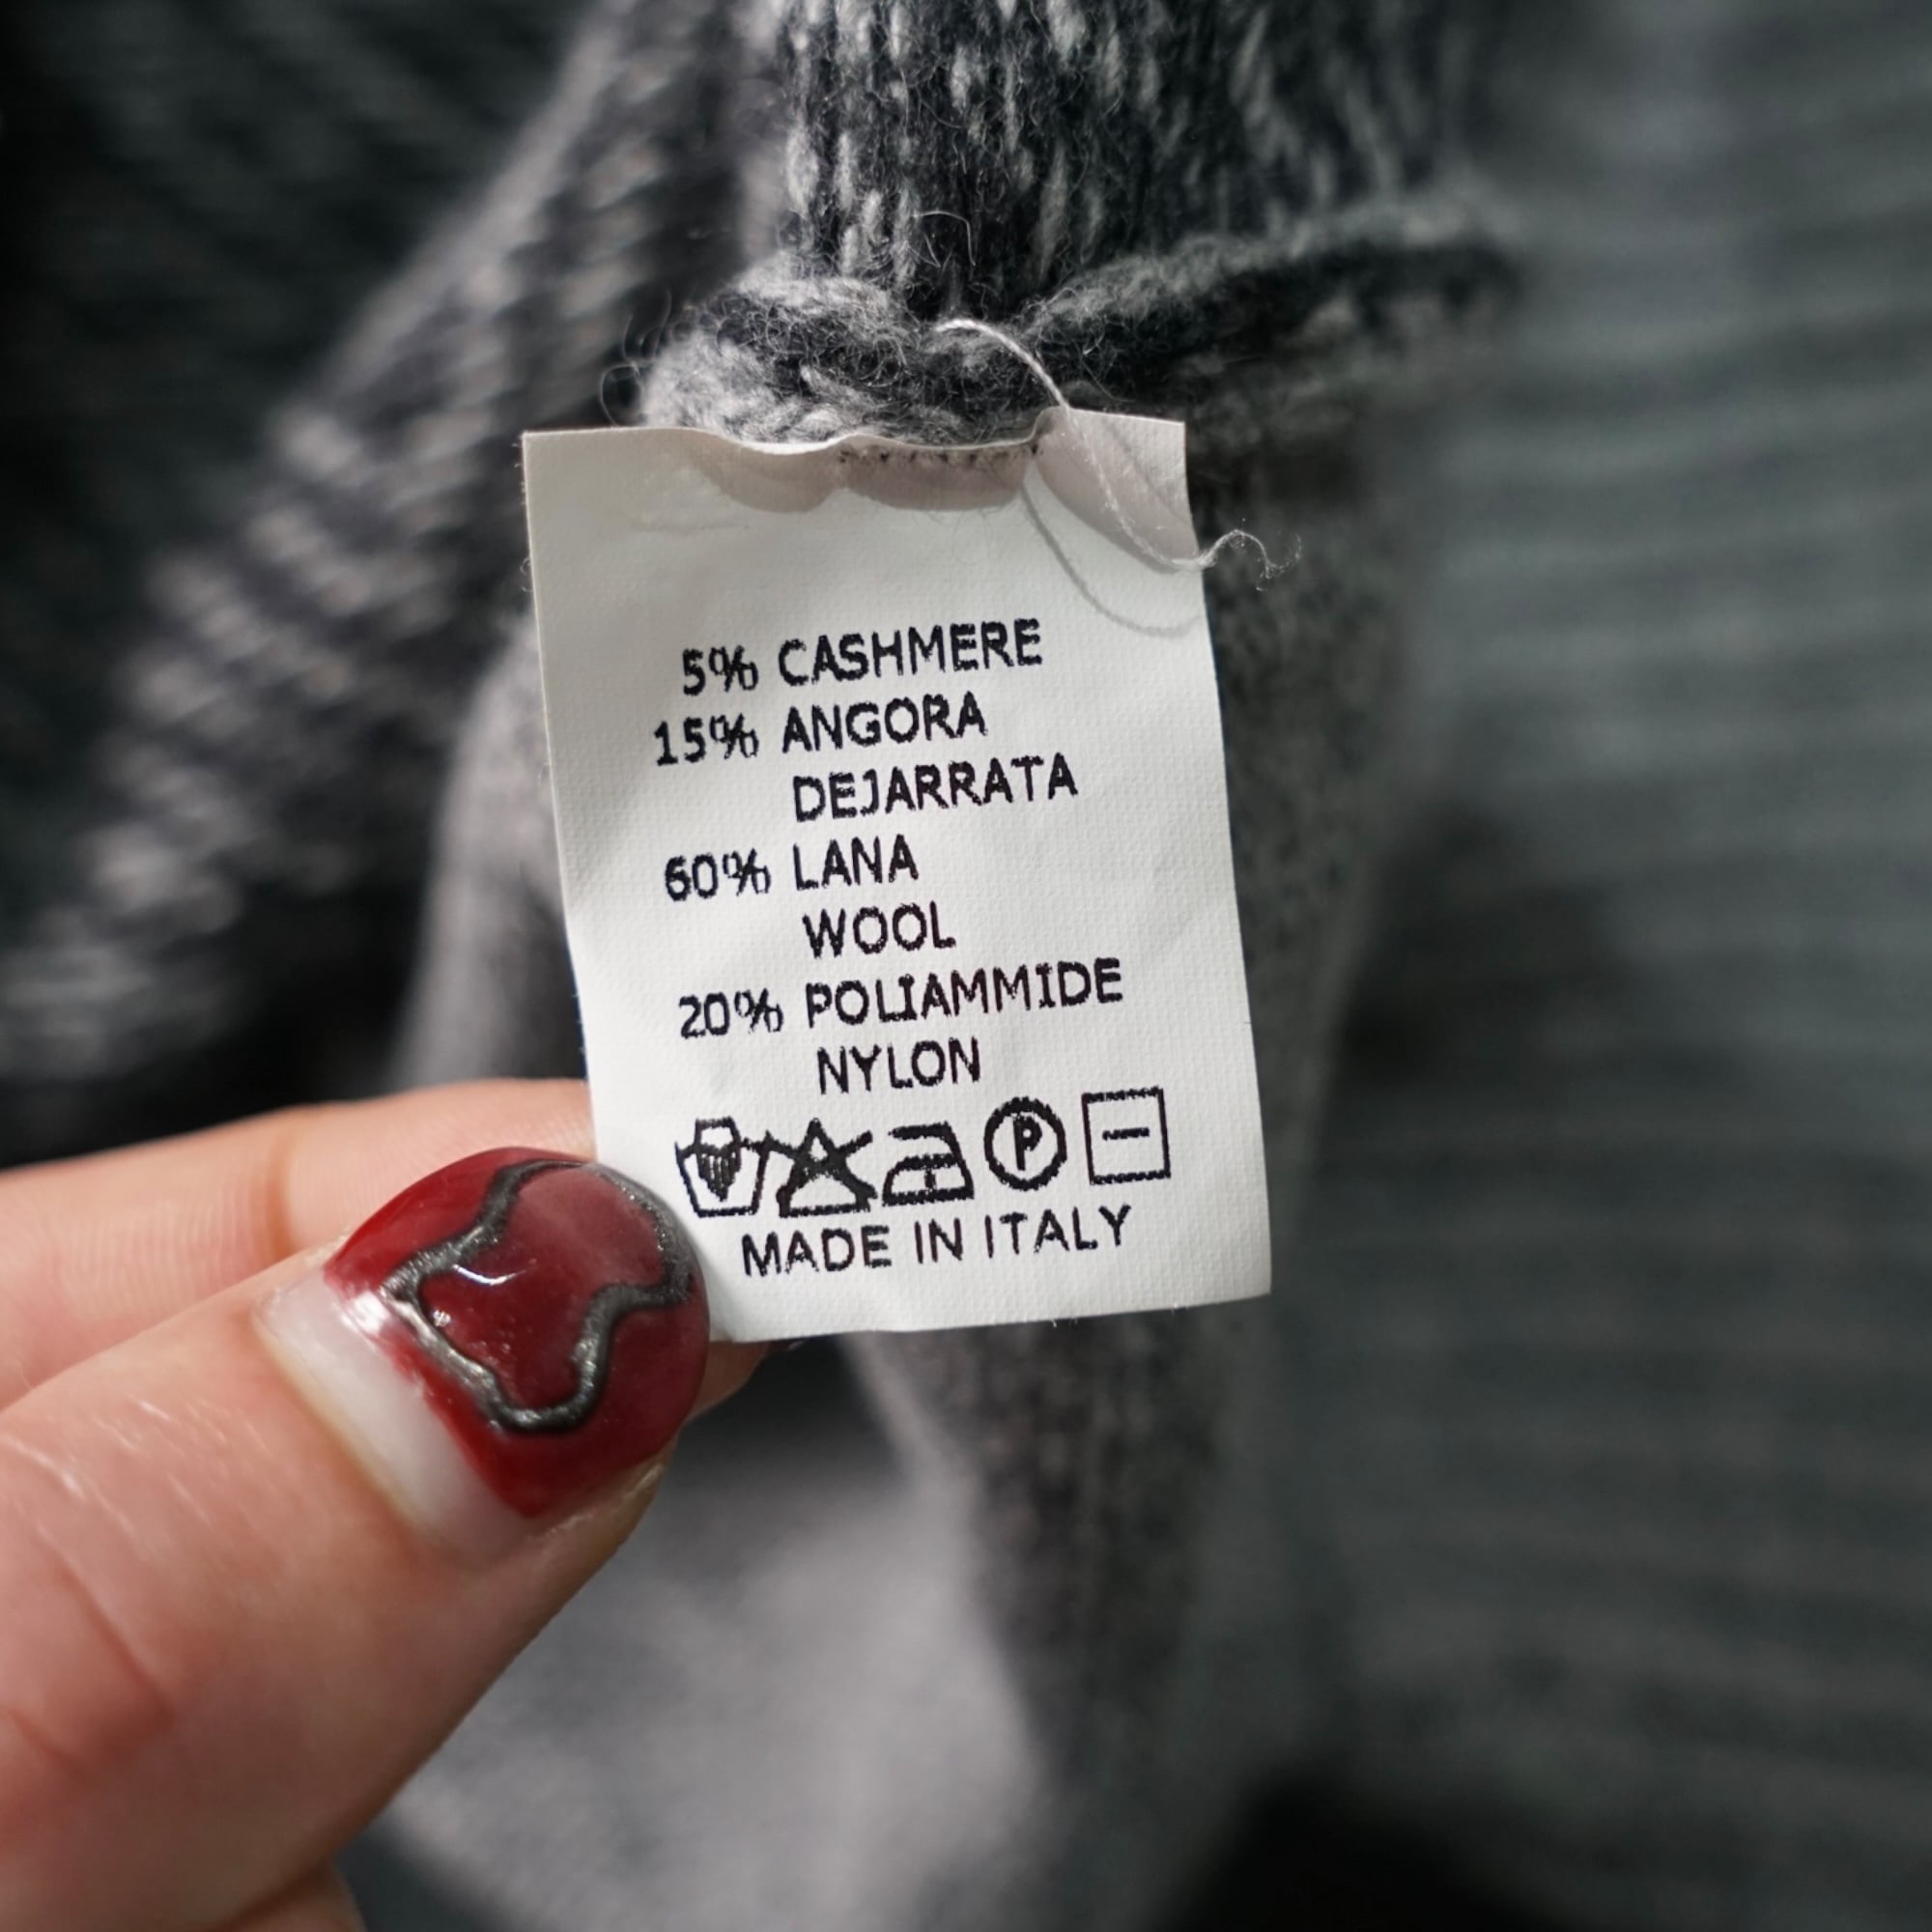 5% CASHMERE
15% ANGORA
DEJARRATA
60% LANA
WOOL
20% POLIAMMIDE
NYLON
P
MADE IN ITALY